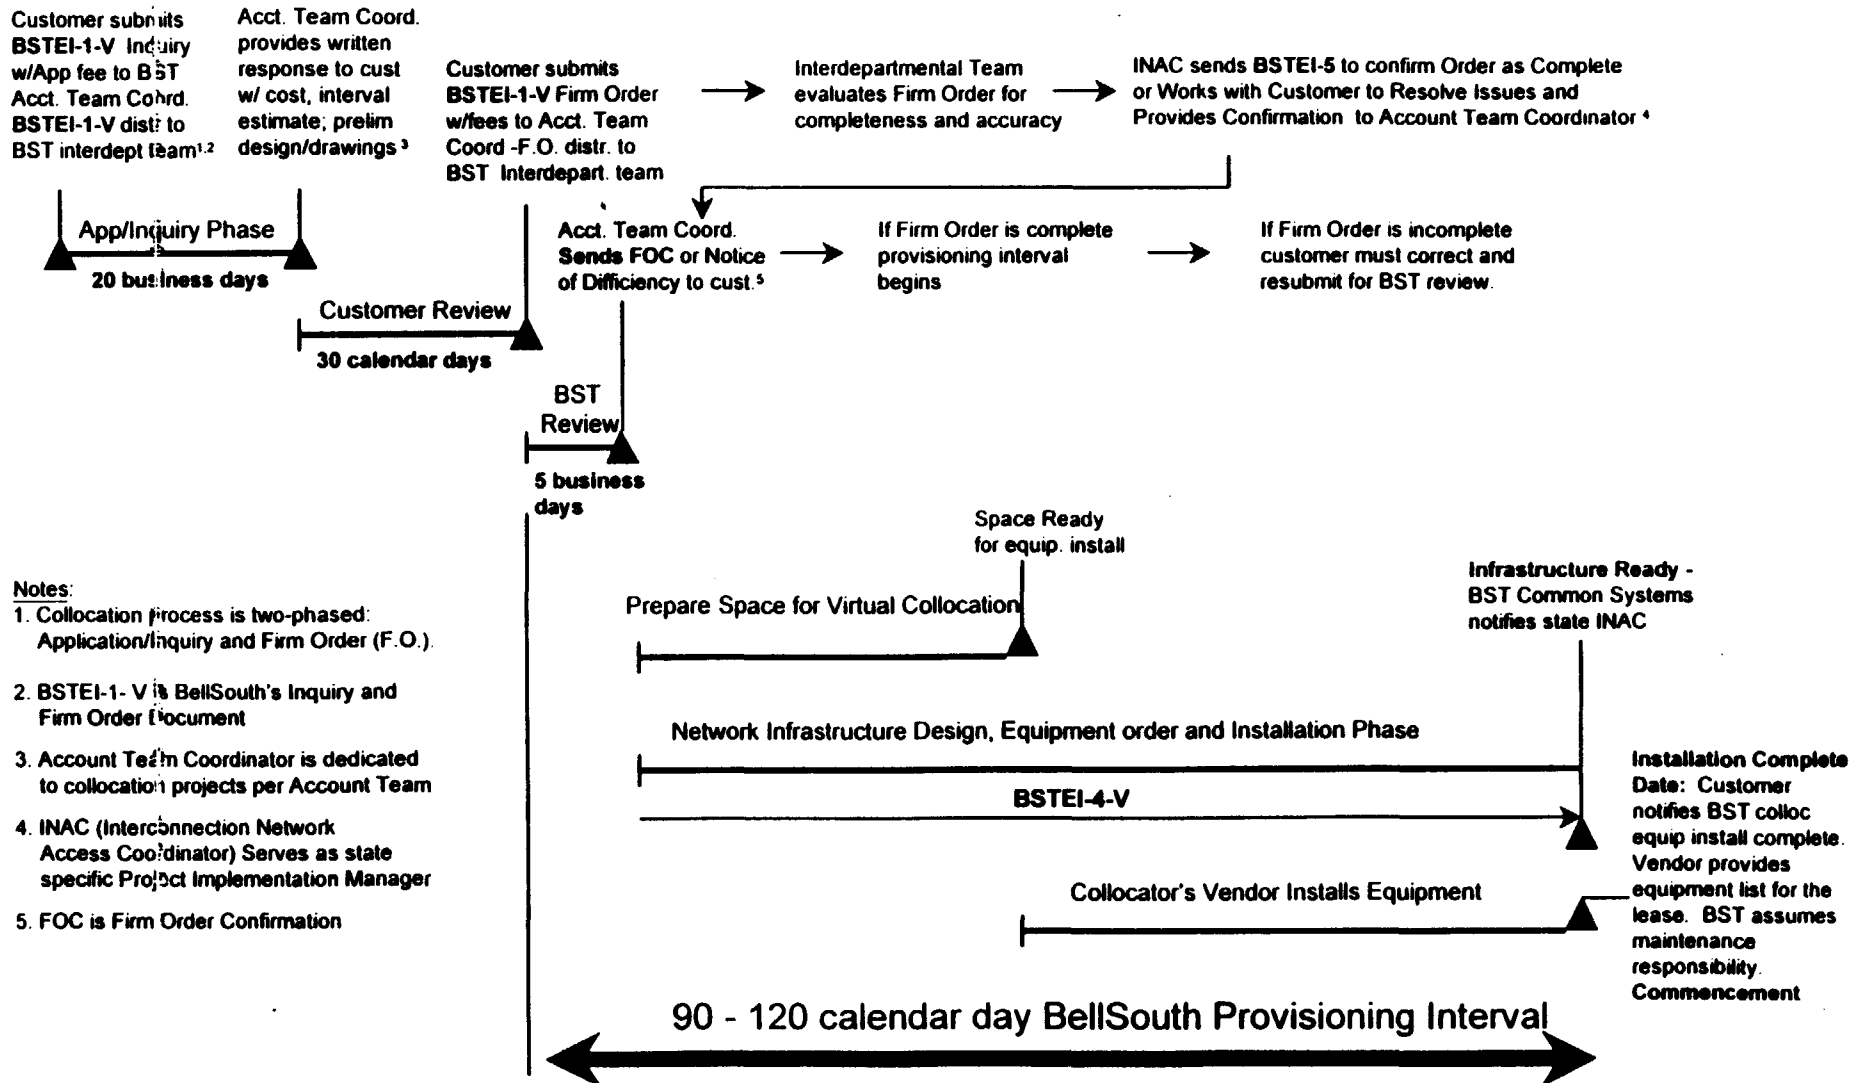 Customer submits
BSTEI-1-V Inquiry
w/App fee to BST
Acct. Team Coord.
BSTEI-1-V distr to
BST interdept team¹,²
Acct. Team Coord.
provides written
response to cust
w/ cost, interval
estimate; prelim
design/drawings ³
Customer submits
BSTEI-1-V Firm Order
w/fees to Acct. Team
Coord -F.O. distr. to
BST Interdepart. team
Interdepartmental Team
evaluates Firm Order for
completeness and accuracy
INAC sends BSTEI-5 to confirm Order as Complete
or Works with Customer to Resolve Issues and
Provides Confirmation to Account Team Coordinator ⁴
App/Inquiry Phase
20 business days
Acct. Team Coord.
Sends FOC or Notice
of Difficiency to cust.⁵
If Firm Order is complete
provisioning interval
begins
If Firm Order is incomplete
customer must correct and
resubmit for BST review.
Customer Review
30 calendar days
BST
Review
5 business
days
Space Ready
for equip. install
Prepare Space for Virtual Collocation
Infrastructure Ready -
BST Common Systems
notifies state INAC
Notes:
1. Collocation process is two-phased:
Application/Inquiry and Firm Order (F.O.).
2. BSTEI-1- V is BellSouth's Inquiry and
Firm Order Document
3. Account Team Coordinator is dedicated
to collocation projects per Account Team
4. INAC (Interconnection Network
Access Coordinator) Serves as state
specific Project Implementation Manager
5. FOC is Firm Order Confirmation
Network Infrastructure Design, Equipment order and Installation Phase
BSTEI-4-V
Collocator's Vendor Installs Equipment
Installation Complete
Date: Customer
notifies BST colloc
equip install complete.
Vendor provides
equipment list for the
lease. BST assumes
maintenance
responsibility.
Commencement
90 - 120 calendar day BellSouth Provisioning Interval